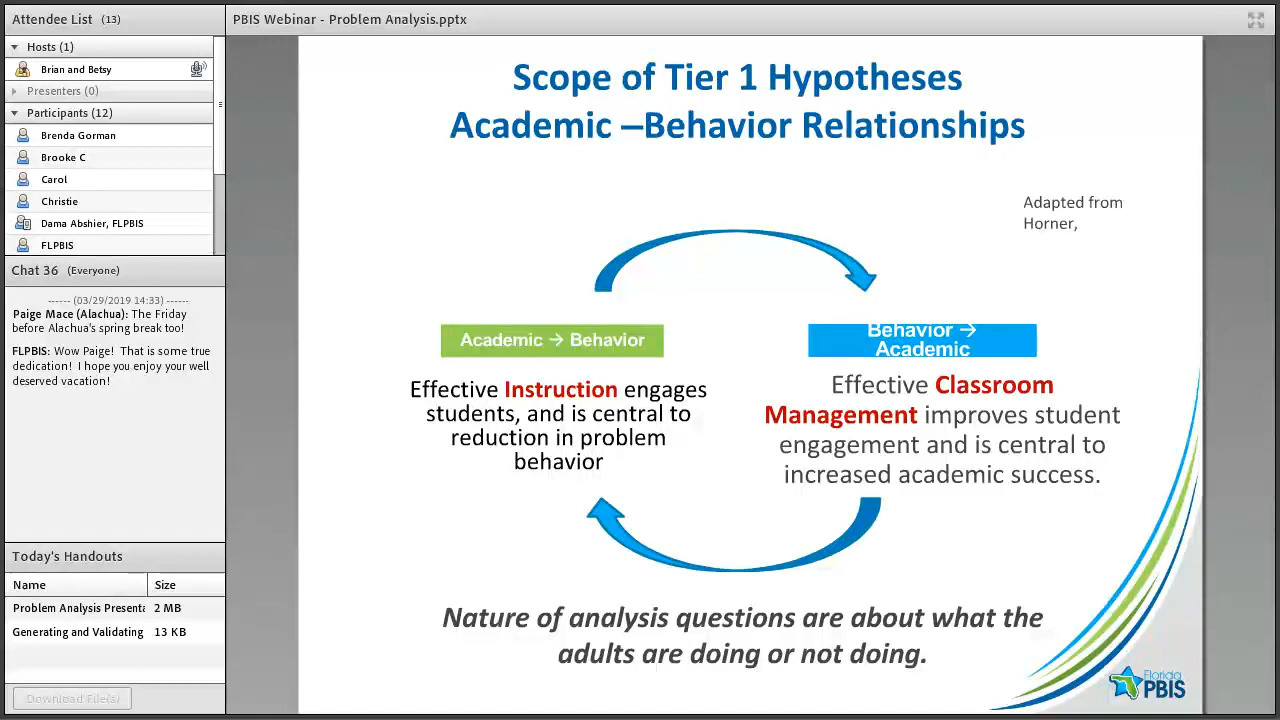 Attendee List (13)
Hosts (1)
Brian and Betsy
Presenters (0)
Participants (12)
Brenda Gorman
Brooke C
Carol
Christie
Dama Abshier, FLPBIS
FLPBIS
Chat 36 (Everyone)
------ (03/29/2019 14:33) ------
Paige Mace (Alachua): The Friday
before Alachua's spring break too!
FLPBIS: Wow Paige! That is some true
dedication! I hope you enjoy your well
deserved vacation!
Today's Handouts
Name Size
Problem Analysis Presenta 2 MB
Generating and Validating 13 KB
Download File(s)
PBIS Webinar - Problem Analysis.pptx
Scope of Tier 1 Hypotheses
Academic –Behavior Relationships
Adapted from
Horner,
Academic → Behavior
Effective Instruction engages
students, and is central to
reduction in problem
behavior
Behavior →
Academic
Effective Classroom
Management improves student
engagement and is central to
increased academic success.
Nature of analysis questions are about what the
adults are doing or not doing.
Florida
PBIS